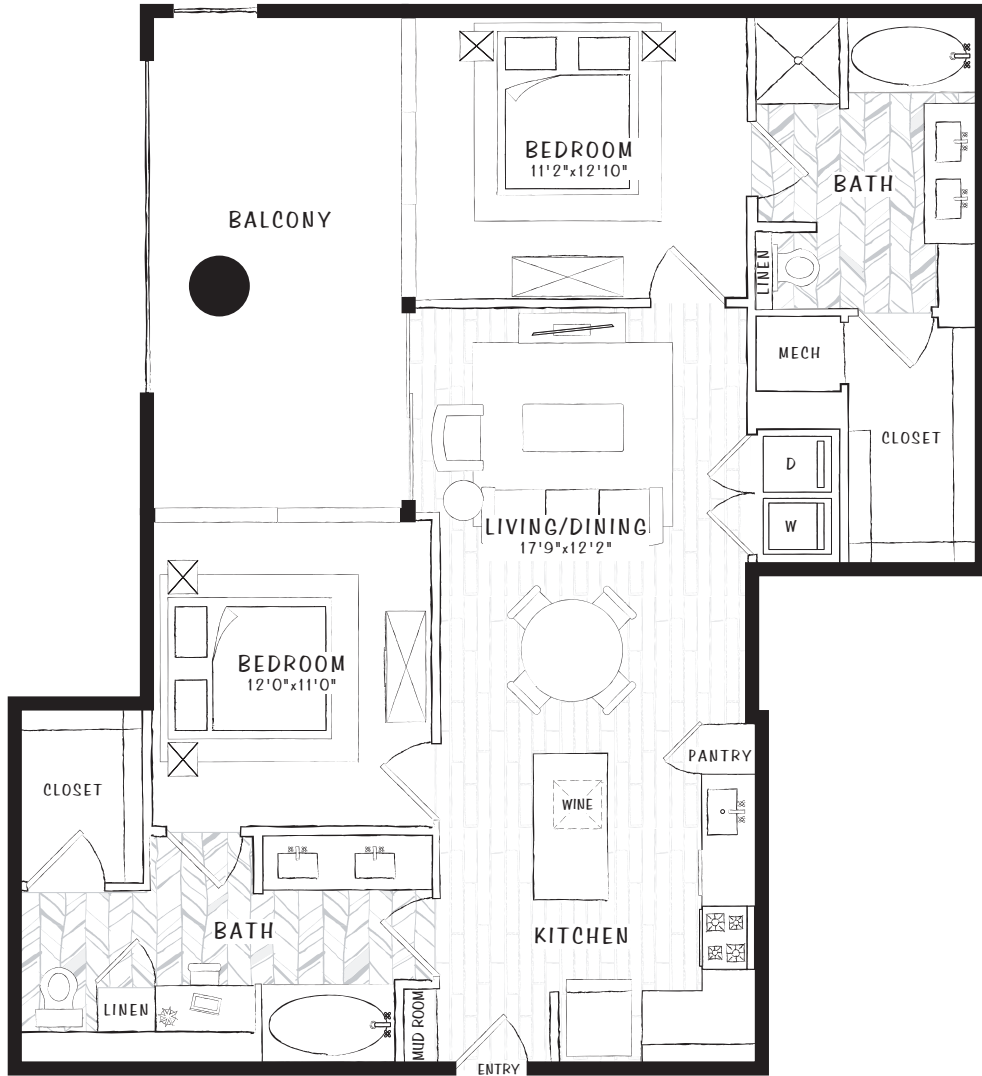 BEDROOM
11'2"x12'10"
BATH
BALCONY
LINEN
MECH
CLOSET
D
W
LIVING/DINING
17'9"x12'2"
BEDROOM
12'0"x11'0"
PANTRY
CLOSET
WINE
BATH
KITCHEN
LINEN
MUD ROOM
ENTRY